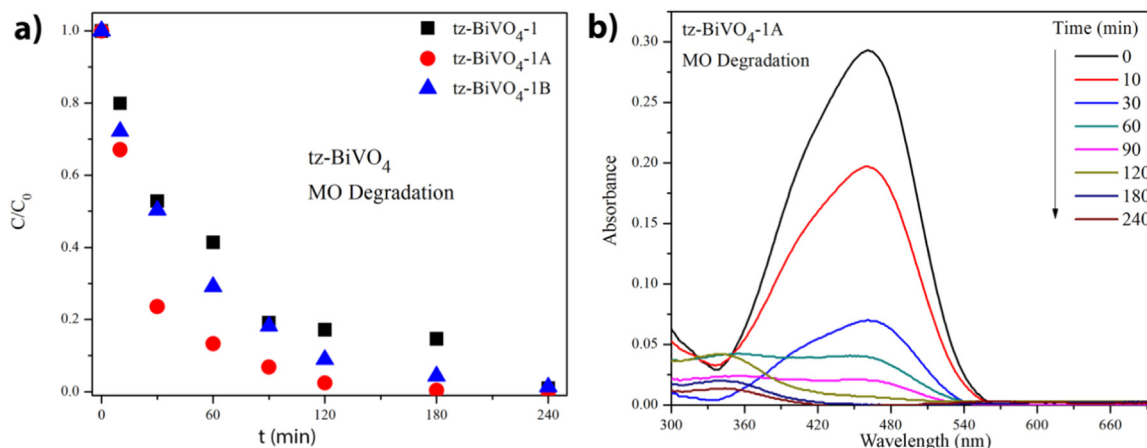 a)
tz-BiVO4-1
tz-BiVO4-1A
tz-BiVO4-1B
tz-BiVO4
MO Degradation
C/C0
1.0
0.8
0.6
0.4
0.2
0.0
0 60 120 180 240
t (min)
b)
tz-BiVO4-1A
MO Degradation
Time (min)
0
10
30
60
90
120
180
240
Absorbance
0.30
0.25
0.20
0.15
0.10
0.05
0.00
300 360 420 480 540 600 660
Wavelength (nm)